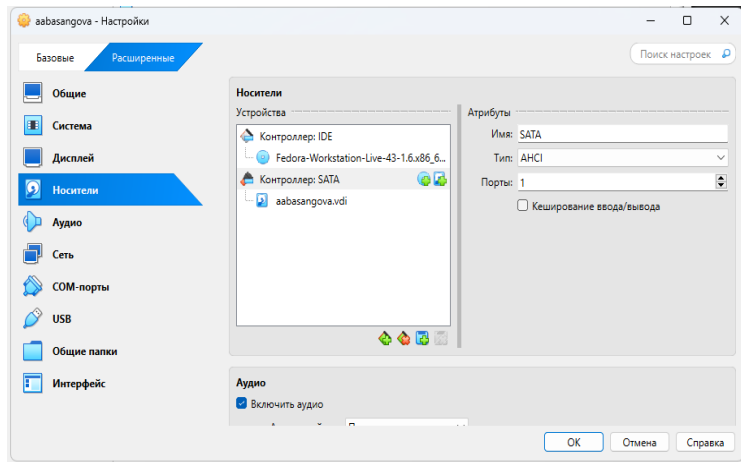 aabasangova - Настройки
Базовые Расширенные Поиск настроек
Общие
Система
Дисплей
Носители
Аудио
Сеть
COM-порты
USB
Общие папки
Интерфейс
Носители
Устройства
Контроллер: IDE
Fedora-Workstation-Live-43-1.6.x86_6...
Контроллер: SATA
aabasangova.vdi
Атрибуты
Имя: SATA
Тип: AHCI
Порты: 1
Кеширование ввода/вывода
Аудио
Включить аудио
OK Отмена Справка